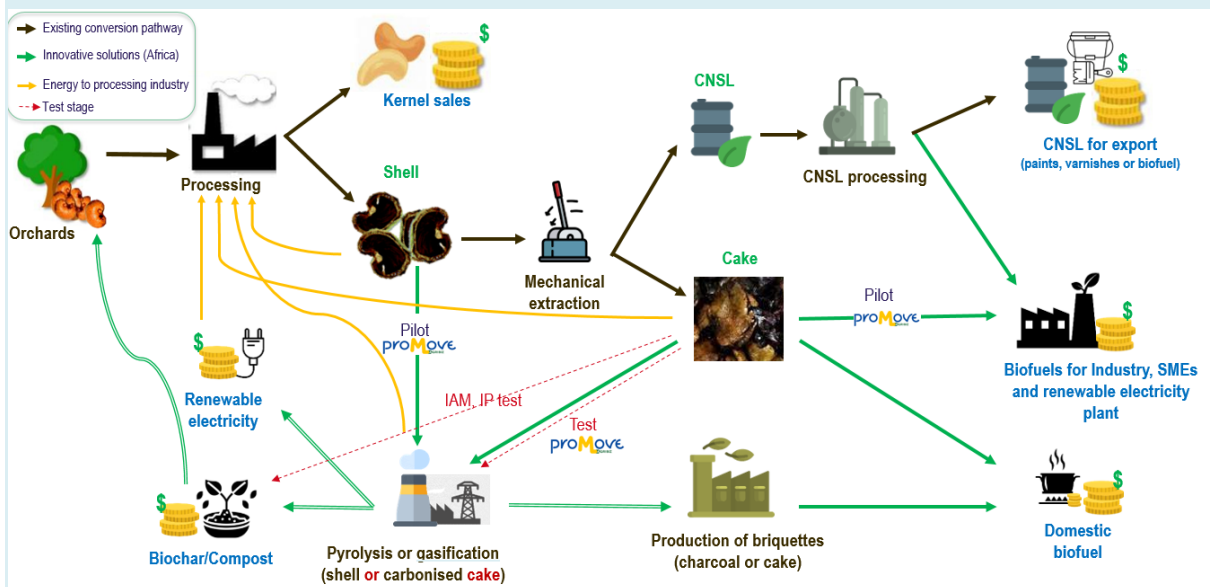 Existing conversion pathway
Innovative solutions (Africa)
Energy to processing industry
Test stage
$
Kernel sales
CNSL
CNSL processing
$
CNSL for export
(paints, varnishes or biofuel)
Orchards
Processing
Shell
Mechanical
extraction
Cake
Pilot
proMove
Pilot
proMove
$
Biofuels for Industry, SMEs
and renewable electricity
plant
$
Renewable
electricity
IAM, IP test
Test
proMove
$
Biochar/Compost
Pyrolysis or gasification
(shell or carbonised cake)
Production of briquettes
(charcoal or cake)
$
Domestic
biofuel